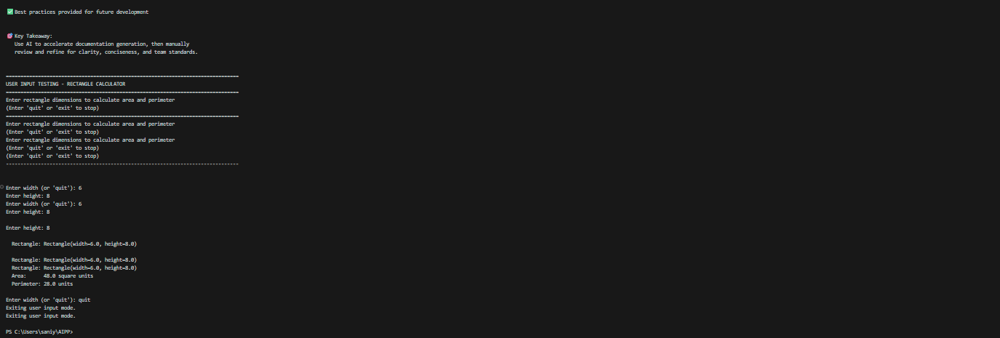 ✅ Best practices provided for future development
🎯 Key Takeaway:
Use AI to accelerate documentation generation, then manually
review and refine for clarity, conciseness, and team standards.
================================================================================
USER INPUT TESTING - RECTANGLE CALCULATOR
================================================================================
Enter rectangle dimensions to calculate area and perimeter
(Enter 'quit' or 'exit' to stop)
================================================================================
Enter rectangle dimensions to calculate area and perimeter
(Enter 'quit' or 'exit' to stop)
Enter rectangle dimensions to calculate area and perimeter
(Enter 'quit' or 'exit' to stop)
(Enter 'quit' or 'exit' to stop)
--------------------------------------------------------------------------------
Enter width (or 'quit'): 6
Enter height: 8
Enter width (or 'quit'): 6
Enter height: 8
Enter height: 8
Rectangle: Rectangle(width=6.0, height=8.0)
Rectangle: Rectangle(width=6.0, height=8.0)
Rectangle: Rectangle(width=6.0, height=8.0)
Area:      48.0 square units
Perimeter: 28.0 units
Enter width (or 'quit'): quit
Exiting user input mode.
Exiting user input mode.
PS C:\Users\saniy\AIPP>